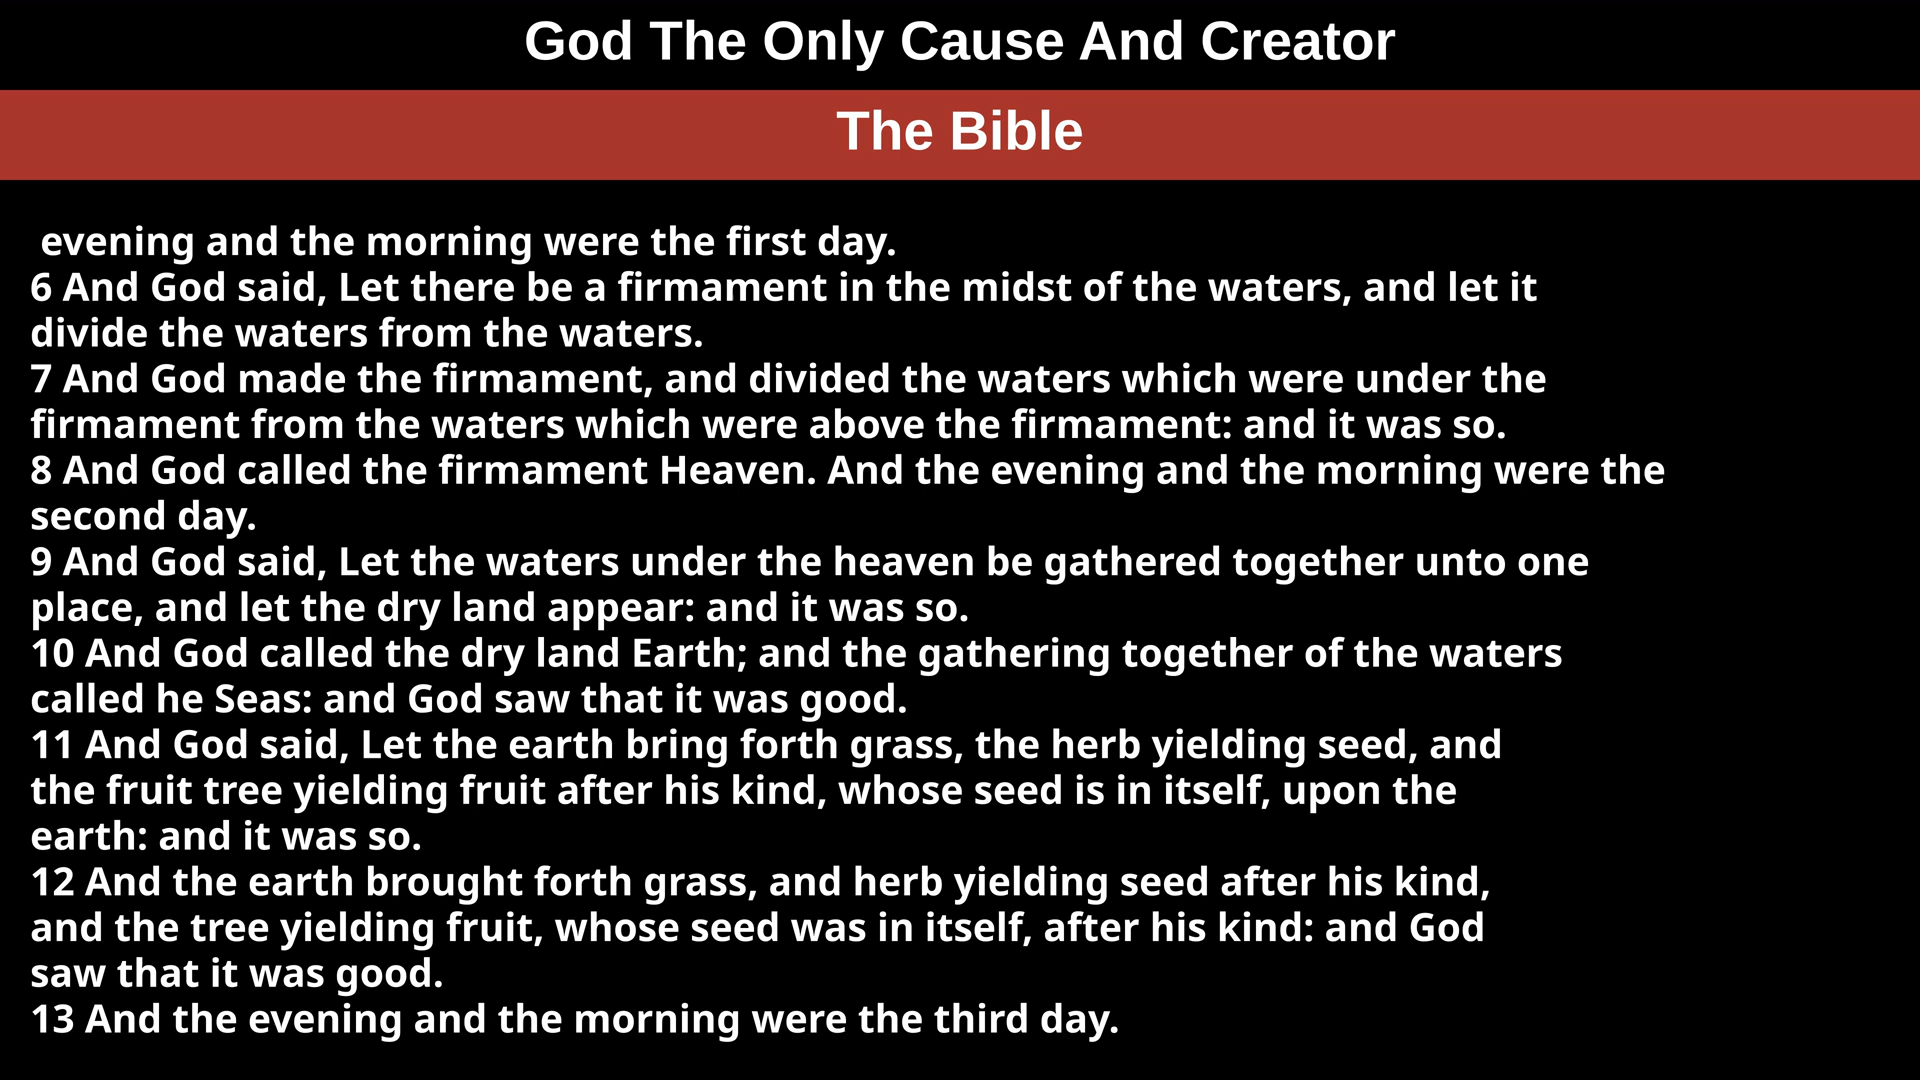 God The Only Cause And Creator
The Bible
evening and the morning were the first day.
6 And God said, Let there be a firmament in the midst of the waters, and let it
divide the waters from the waters.
7 And God made the firmament, and divided the waters which were under the
firmament from the waters which were above the firmament: and it was so.
8 And God called the firmament Heaven. And the evening and the morning were the
second day.
9 And God said, Let the waters under the heaven be gathered together unto one
place, and let the dry land appear: and it was so.
10 And God called the dry land Earth; and the gathering together of the waters
called he Seas: and God saw that it was good.
11 And God said, Let the earth bring forth grass, the herb yielding seed, and
the fruit tree yielding fruit after his kind, whose seed is in itself, upon the
earth: and it was so.
12 And the earth brought forth grass, and herb yielding seed after his kind,
and the tree yielding fruit, whose seed was in itself, after his kind: and God
saw that it was good.
13 And the evening and the morning were the third day.